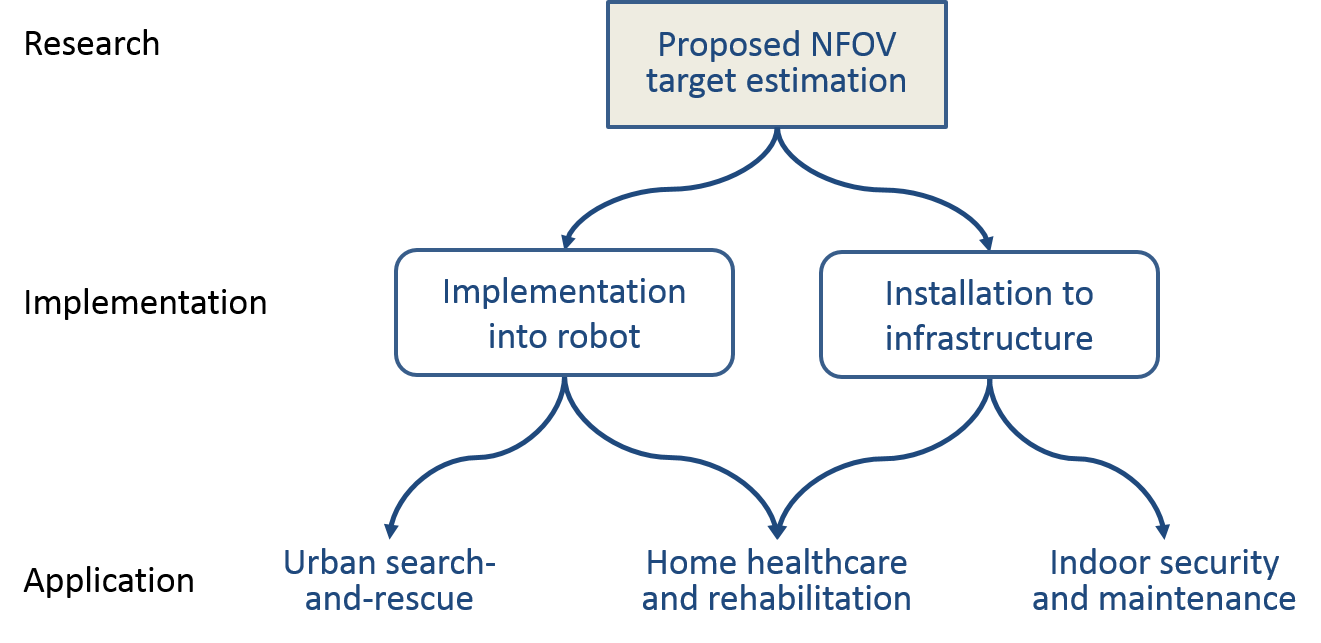 Research
Proposed NFOV
target estimation
Implementation
Implementation
into robot
Installation to
infrastructure
Application
Urban search-
and-rescue
Home healthcare
and rehabilitation
Indoor security
and maintenance